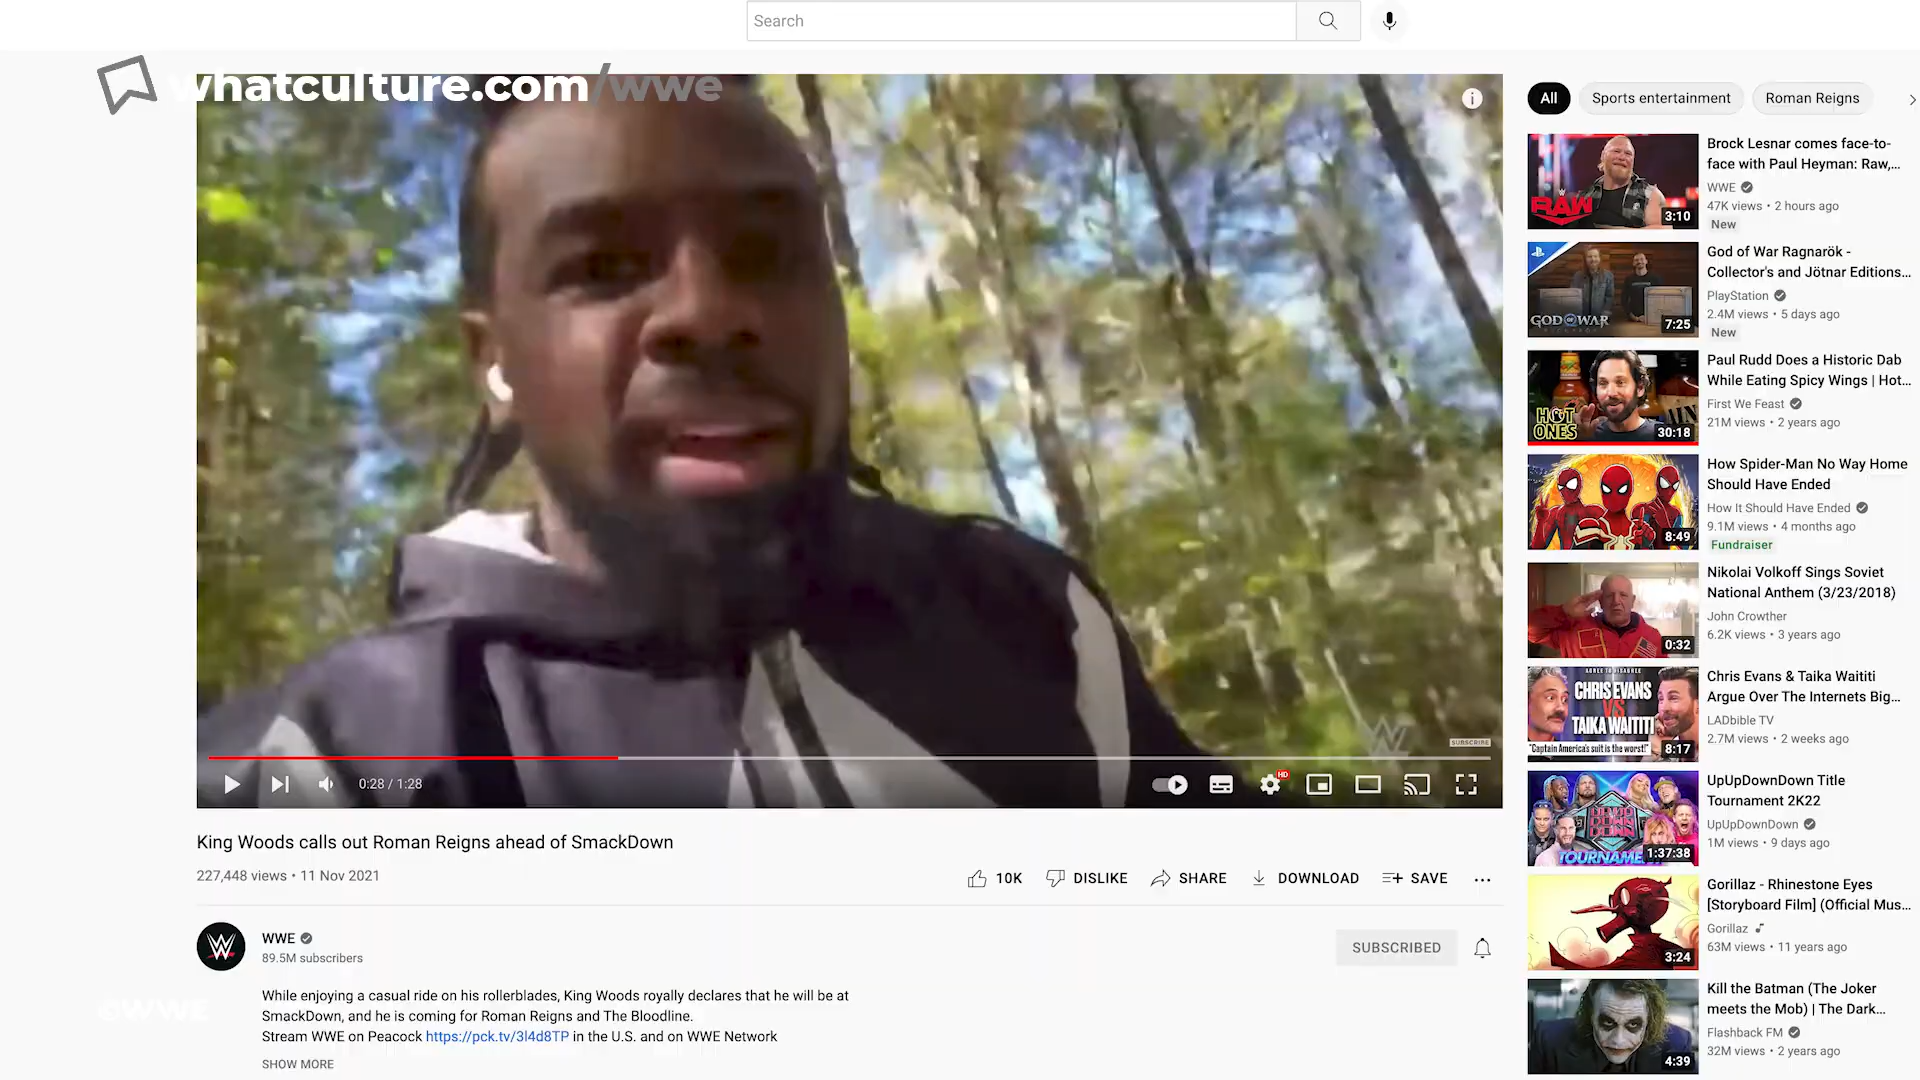 Search
whatculture.com/wwe
All
Sports entertainment
Roman Reigns
SUBSCRIBE
0:28 / 1:28
HD
King Woods calls out Roman Reigns ahead of SmackDown
227,448 views • 11 Nov 2021
10K
DISLIKE
SHARE
DOWNLOAD
SAVE
WWE
89.5M subscribers
SUBSCRIBED
While enjoying a casual ride on his rollerblades, King Woods royally declares that he will be at
SmackDown, and he is coming for Roman Reigns and The Bloodline.
Stream WWE on Peacock https://pck.tv/3l4d8TP in the U.S. and on WWE Network
SHOW MORE
©WWE
RAW
3:10
Brock Lesnar comes face-to-
face with Paul Heyman: Raw,...
WWE
47K views • 2 hours ago
New
GOD OF WAR
7:25
God of War Ragnarök -
Collector's and Jötnar Editions...
PlayStation
2.4M views • 5 days ago
New
HOT
ONES
30:18
Paul Rudd Does a Historic Dab
While Eating Spicy Wings | Hot...
First We Feast
21M views • 2 years ago
8:49
How Spider-Man No Way Home
Should Have Ended
How It Should Have Ended
9.1M views • 4 months ago
Fundraiser
0:32
Nikolai Volkoff Sings Soviet
National Anthem (3/23/2018)
John Crowther
6.2K views • 3 years ago
AGREE TO DISAGREE
CHRIS EVANS
VS
TAIKA WAITITI
"Captain America's suit is the worst!"
8:17
Chris Evans & Taika Waititi
Argue Over The Internets Big...
LADbible TV
2.7M views • 2 weeks ago
DOWN
DOWN
TOURNAME
1:37:38
UpUpDownDown Title
Tournament 2K22
UpUpDownDown
1M views • 9 days ago
3:24
Gorillaz - Rhinestone Eyes
[Storyboard Film] (Official Mus...
Gorillaz
63M views • 11 years ago
4:39
Kill the Batman (The Joker
meets the Mob) | The Dark...
Flashback FM
32M views • 2 years ago